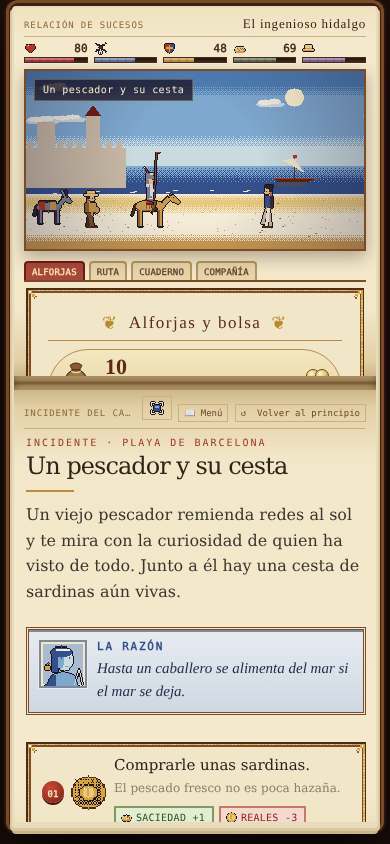 RELACIÓN DE SUCESOS
El ingenioso hidalgo
80
48
69
Un pescador y su cesta
ALFORJAS
RUTA
CUADERNO
COMPAÑÍA
Alforjas y bolsa
10
INCIDENTE DEL CA…
Menú
↺ Volver al principio
INCIDENTE · PLAYA DE BARCELONA
Un pescador y su cesta
Un viejo pescador remienda redes al sol
y te mira con la curiosidad de quien ha
visto de todo. Junto a él hay una cesta de
sardinas aún vivas.
LA RAZÓN
Hasta un caballero se alimenta del mar si
el mar se deja.
01
Comprarle unas sardinas.
El pescado fresco no es poca hazaña.
SACIEDAD +1
REALES -3